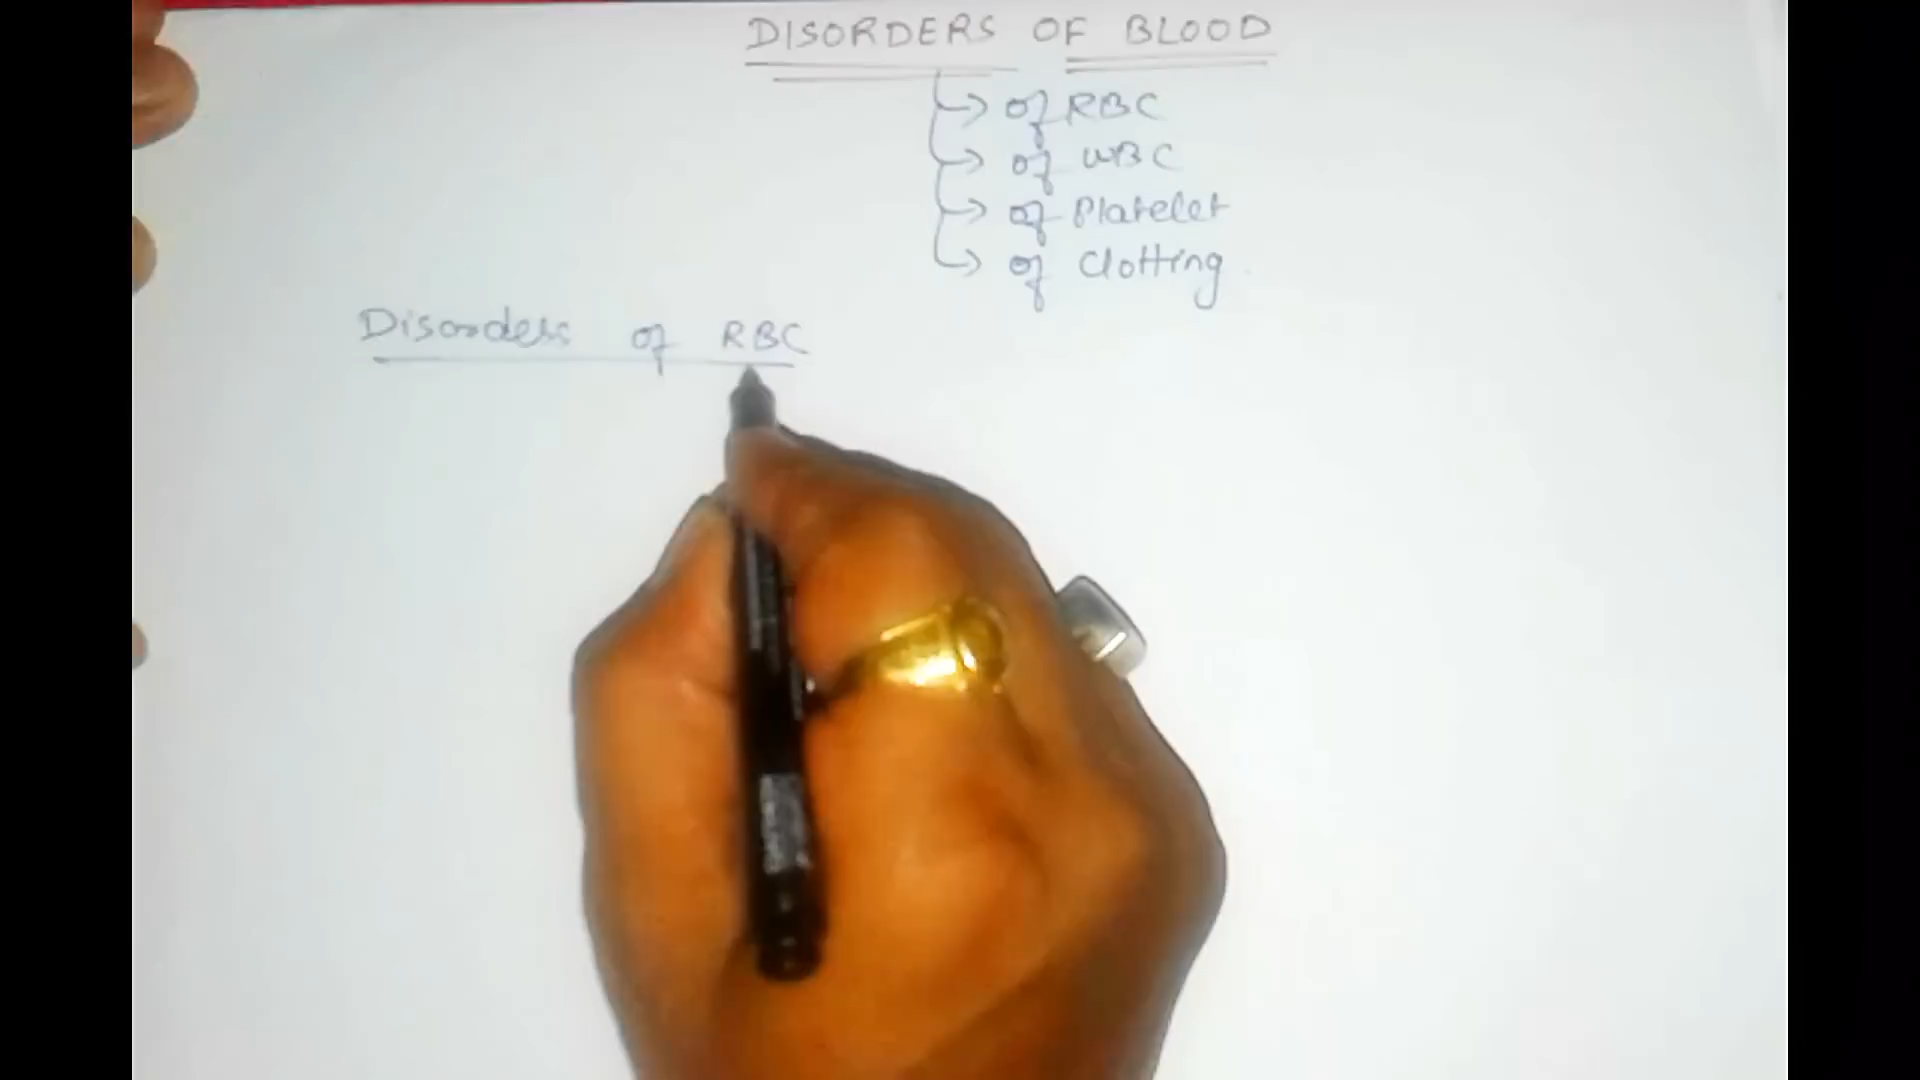 DISORDERS OF BLOOD
of RBC
of WBC
of Platelet
of Clotting
Disorders of RBC